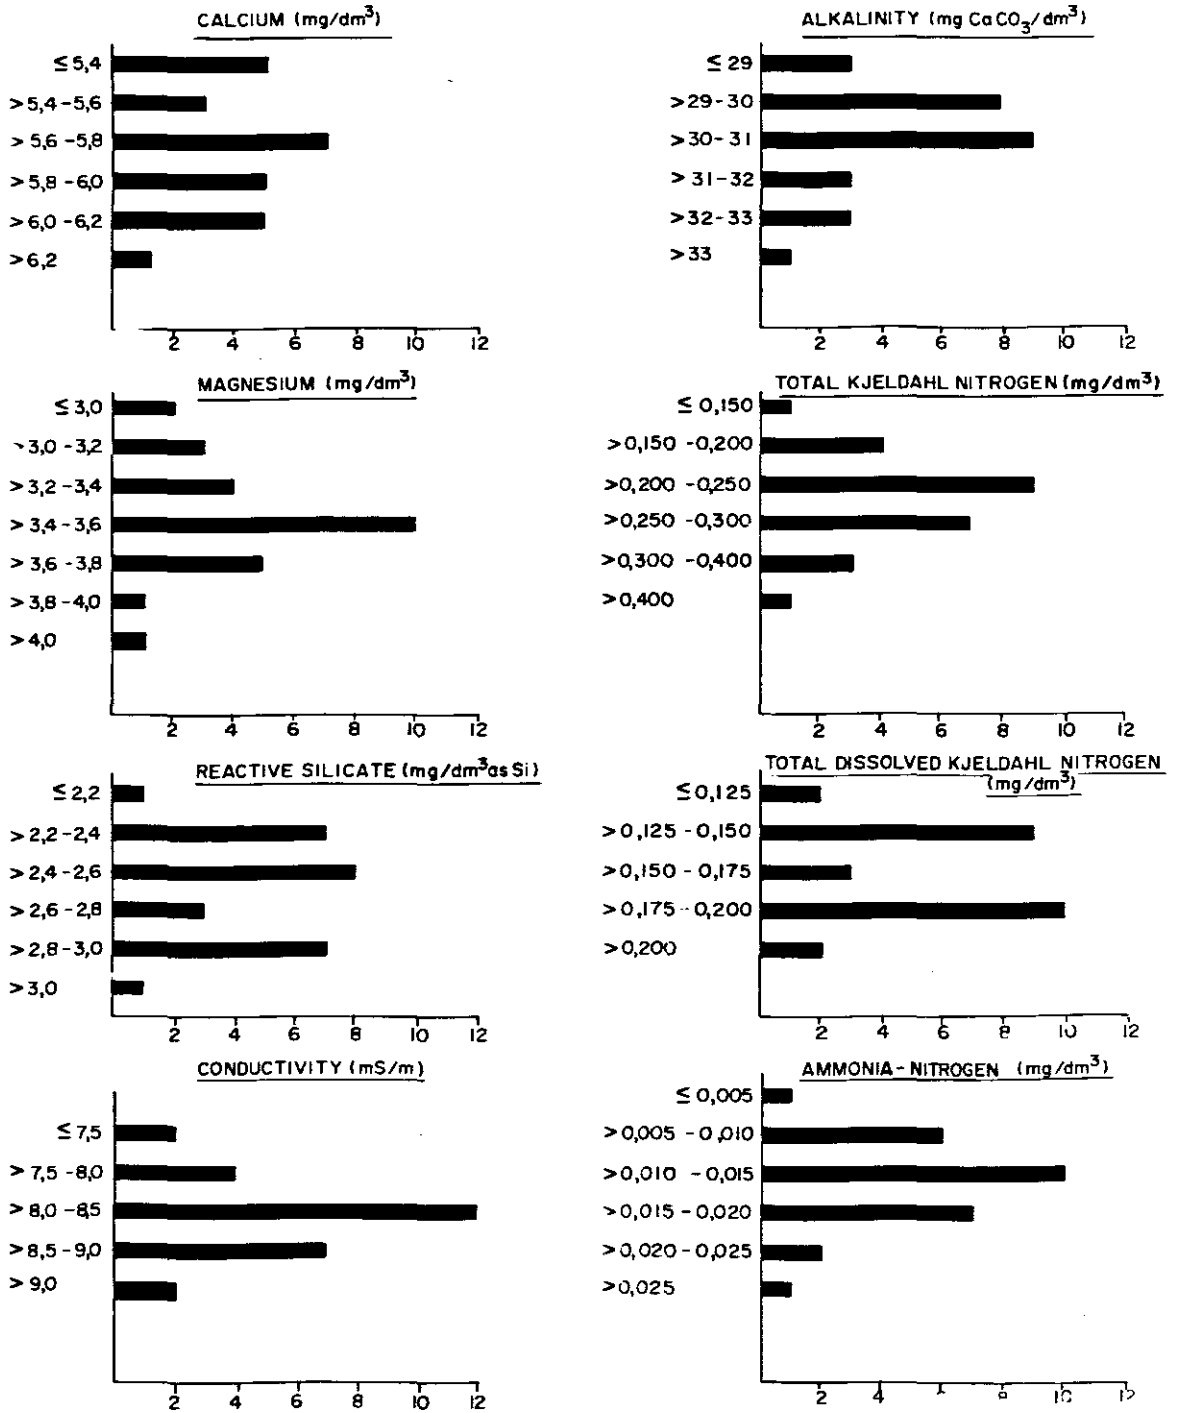 CALCIUM (mg/dm³)
≤ 5,4
> 5,4 - 5,6
> 5,6 - 5,8
> 5,8 - 6,0
> 6,0 - 6,2
> 6,2
2 4 6 8 10 12
MAGNESIUM (mg/dm³)
≤ 3,0
> 3,0 - 3,2
> 3,2 - 3,4
> 3,4 - 3,6
> 3,6 - 3,8
> 3,8 - 4,0
> 4,0
2 4 6 8 10 12
REACTIVE SILICATE (mg/dm³ as Si)
≤ 2,2
> 2,2 - 2,4
> 2,4 - 2,6
> 2,6 - 2,8
> 2,8 - 3,0
> 3,0
2 4 6 8 10 12
CONDUCTIVITY (mS/m)
≤ 7,5
> 7,5 - 8,0
> 8,0 - 8,5
> 8,5 - 9,0
> 9,0
2 4 6 8 10 12
ALKALINITY (mg CaCO₃/dm³)
≤ 29
> 29 - 30
> 30 - 31
> 31 - 32
> 32 - 33
> 33
2 4 6 8 10 12
TOTAL KJELDAHL NITROGEN (mg/dm³)
≤ 0,150
> 0,150 - 0,200
> 0,200 - 0,250
> 0,250 - 0,300
> 0,300 - 0,400
> 0,400
2 4 6 8 10 12
TOTAL DISSOLVED KJELDAHL NITROGEN
(mg/dm³)
≤ 0,125
> 0,125 - 0,150
> 0,150 - 0,175
> 0,175 - 0,200
> 0,200
2 4 6 8 10 12
AMMONIA - NITROGEN (mg/dm³)
≤ 0,005
> 0,005 - 0,010
> 0,010 - 0,015
> 0,015 - 0,020
> 0,020 - 0,025
> 0,025
2 4 8 10 12